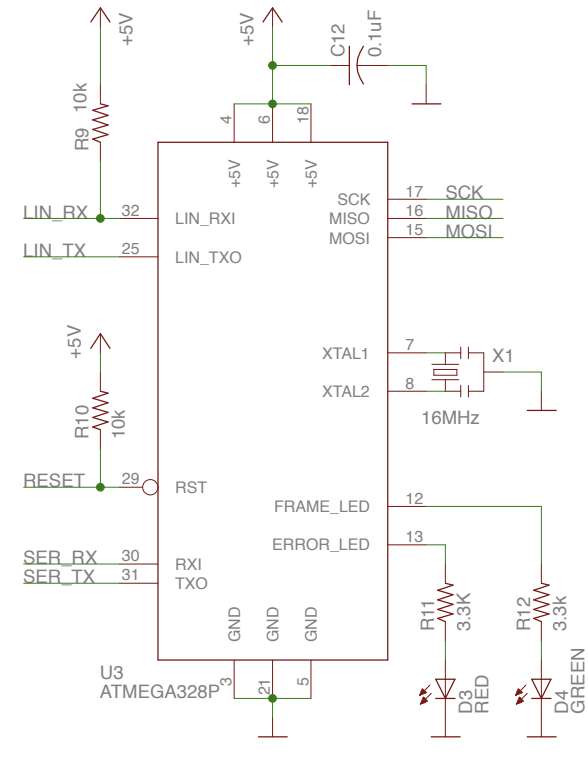 +5V
+5V
C12
0.1uF
10k
R9
4
6
18
+5V
+5V
+5V
LIN_RX
32
LIN_RXI
SCK
17
SCK
MISO
16
MISO
MOSI
15
MOSI
LIN_TX
25
LIN_TXO
+5V
XTAL1
7
X1
XTAL2
8
16MHz
R10
10k
RESET
29
RST
FRAME_LED
12
ERROR_LED
13
SER_RX
30
RXI
SER_TX
31
TXO
R11
3.3K
R12
3.3k
GND
GND
GND
U3
ATMEGA328P
3
21
5
D3
RED
D4
GREEN